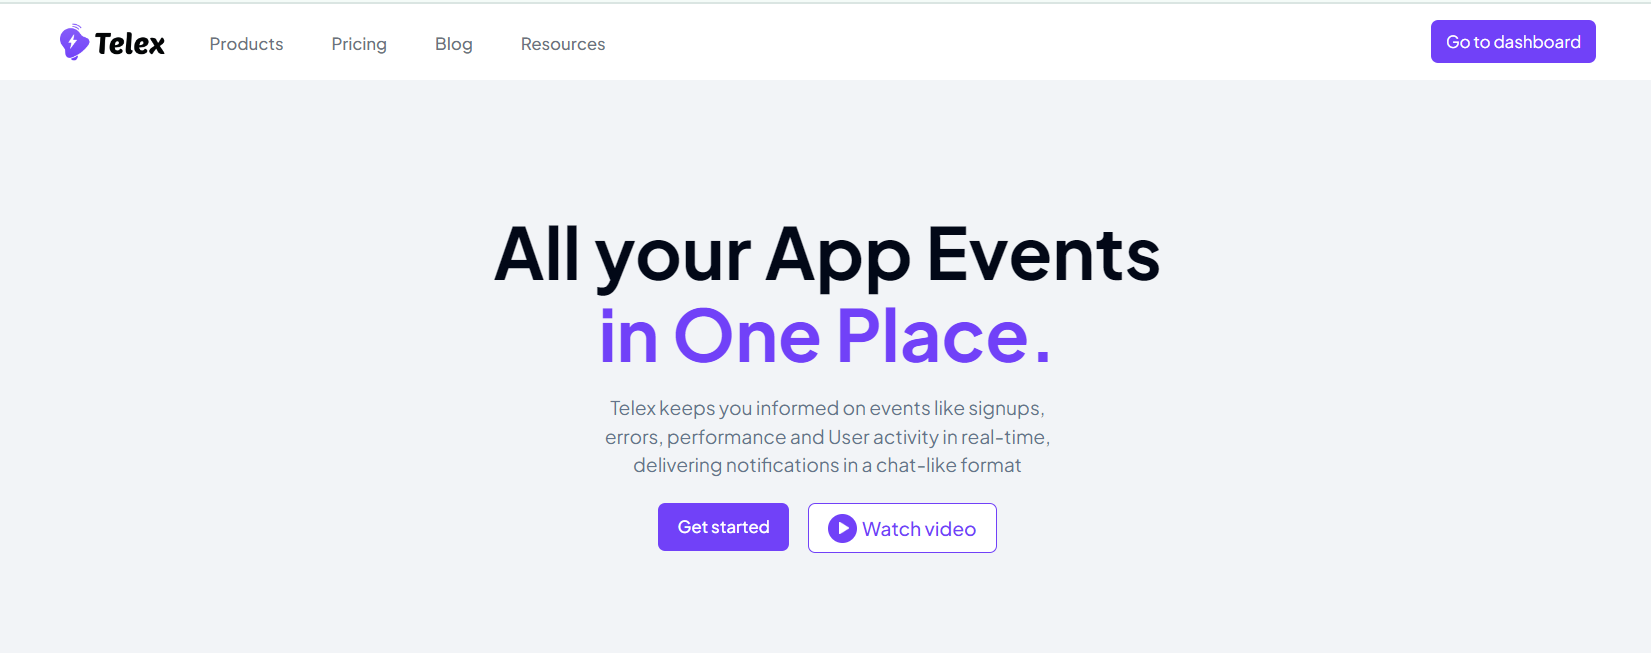 Telex
Products
Pricing
Blog
Resources
Go to dashboard
All your App Events
in One Place.
Telex keeps you informed on events like signups,
errors, performance and User activity in real-time,
delivering notifications in a chat-like format
Get started
Watch video